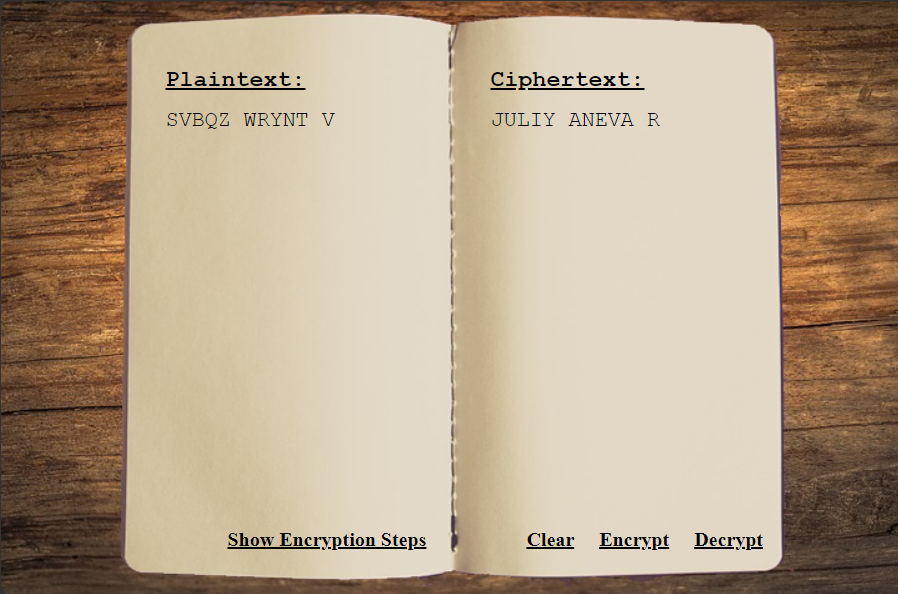 Plaintext:
SVBQZ WRYNT V
Ciphertext:
JULIY ANEVA R
Show Encryption Steps
Clear
Encrypt
Decrypt